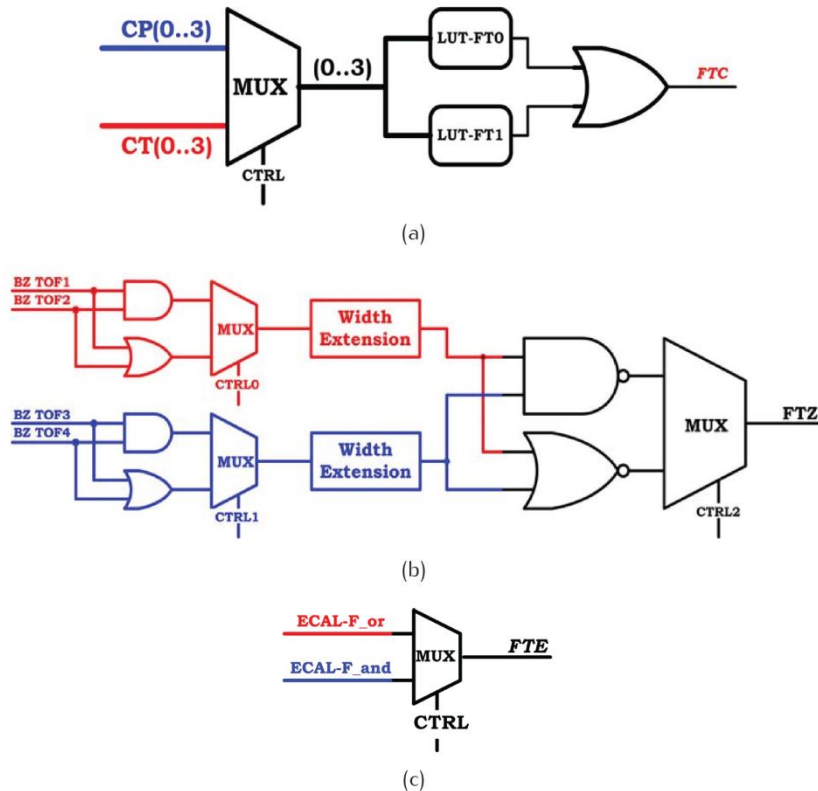 CP(0..3)
MUX
(0..3)
LUT-FT0
FTC
LUT-FT1
CT(0..3)
CTRL
(a)
BZ TOF1
BZ TOF2
MUX
Width
Extension
CTRL0
BZ TOF3
BZ TOF4
MUX
Width
Extension
CTRL1
MUX
FTZ
CTRL2
(b)
ECAL-F_or
MUX
FTE
ECAL-F_and
CTRL
(c)